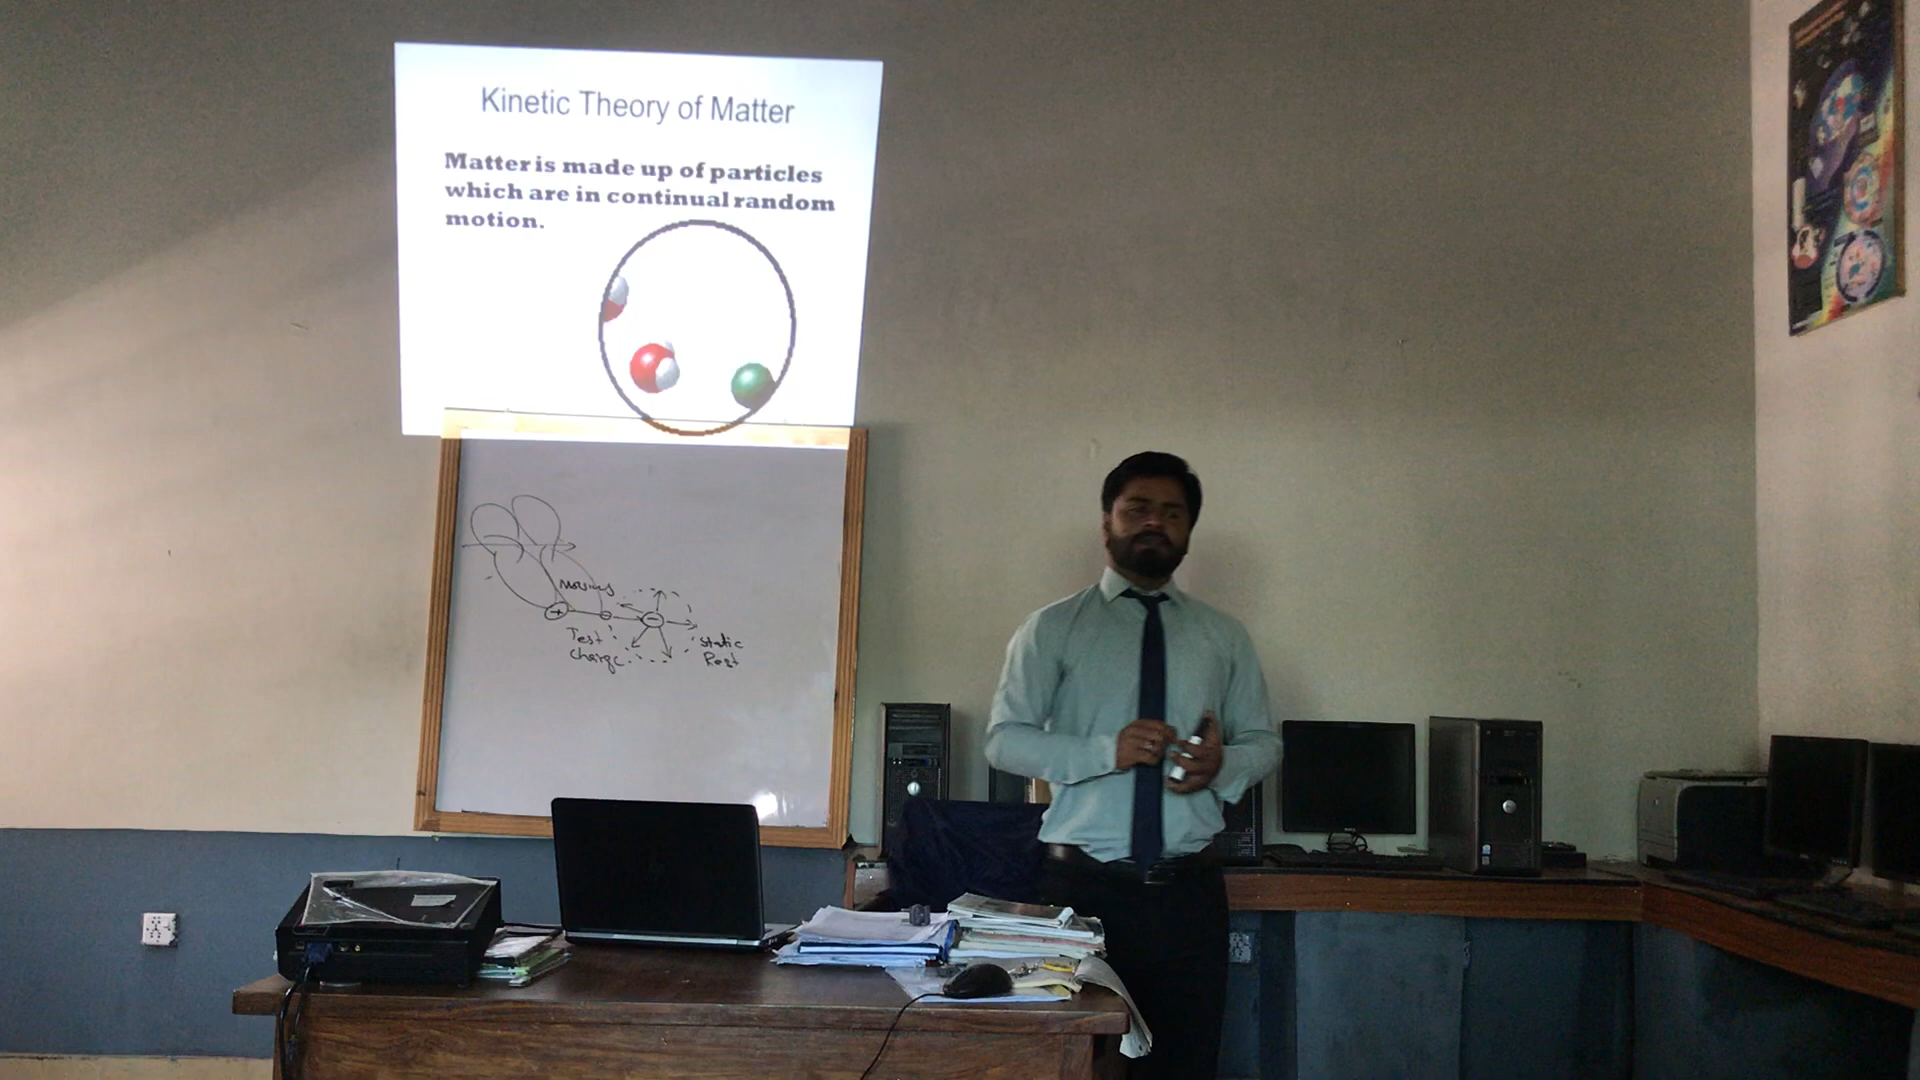 Kinetic Theory of Matter
Matter is made up of particles
which are in continual random
motion.
moving
+
-
Test
charge
static
Rest